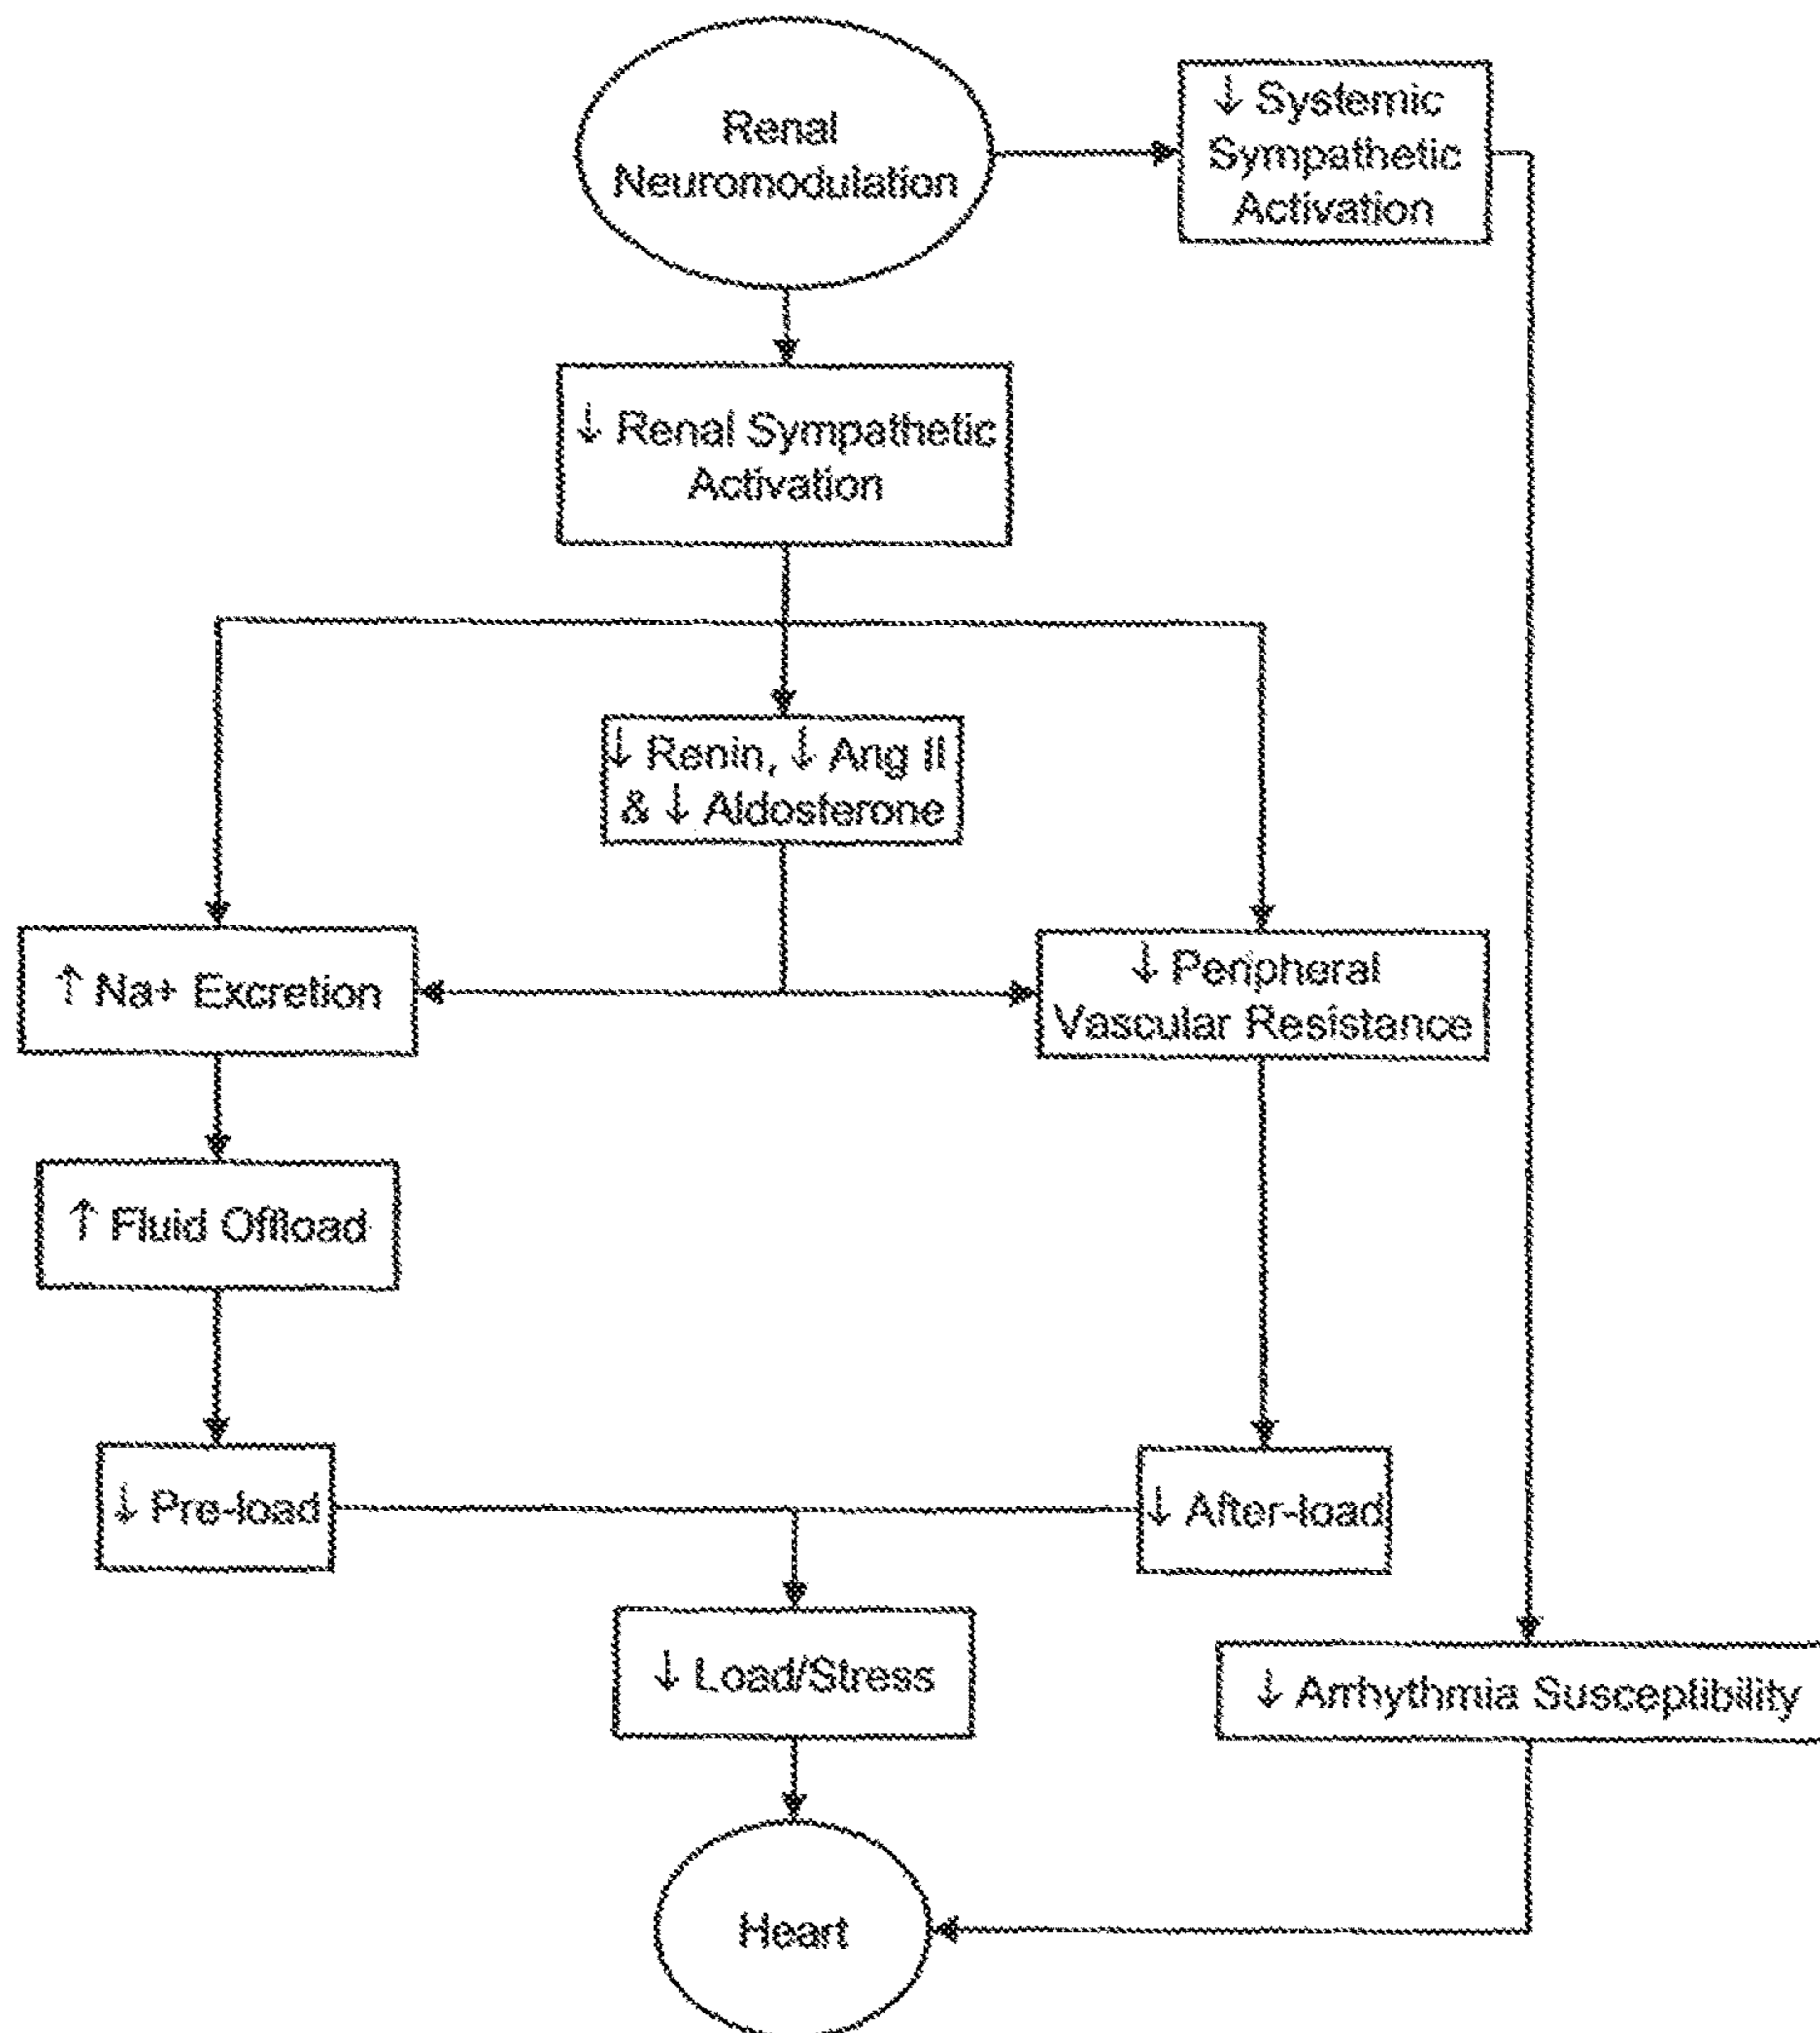 Renal
Neuromodulation
↓ Systemic
Sympathetic
Activation
↓ Renal Sympathetic
Activation
↓ Renin, ↓ Ang II
& ↓ Aldosterone
↑ Na+ Excretion
↓ Peripheral
Vascular Resistance
↑ Fluid Offload
↓ Pre-load
↓ After-load
↓ Load/Stress
↓ Arrhythmia Susceptibility
Heart